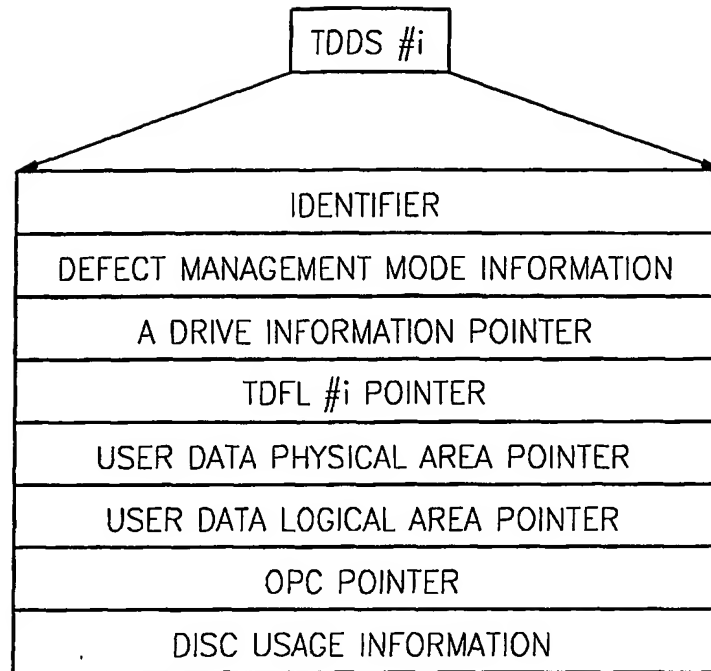 TDDS #i
IDENTIFIER
DEFECT MANAGEMENT MODE INFORMATION
A DRIVE INFORMATION POINTER
TDFL #i POINTER
USER DATA PHYSICAL AREA POINTER
USER DATA LOGICAL AREA POINTER
OPC POINTER
DISC USAGE INFORMATION